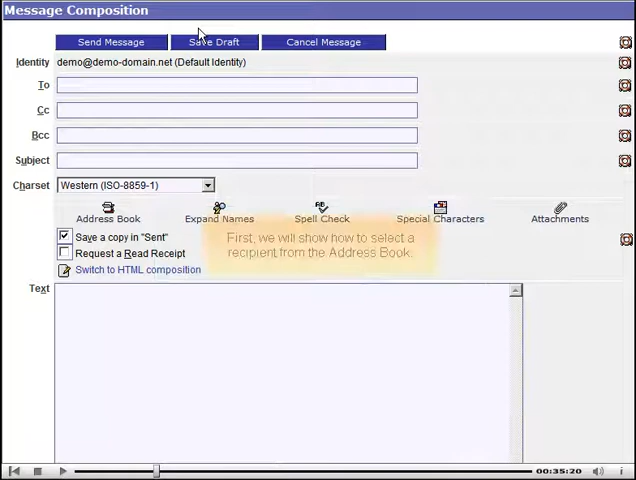 Message Composition
Send Message Save Draft Cancel Message
Identity demo@demo-domain.net (Default Identity)
To
Cc
Bcc
Subject
Charset Western (ISO-8859-1)
Address Book Expand Names Spell Check Special Characters Attachments
Save a copy in "Sent"
Request a Read Receipt
Switch to HTML composition
First, we will show how to select a
recipient from the Address Book.
Text
00:35:20